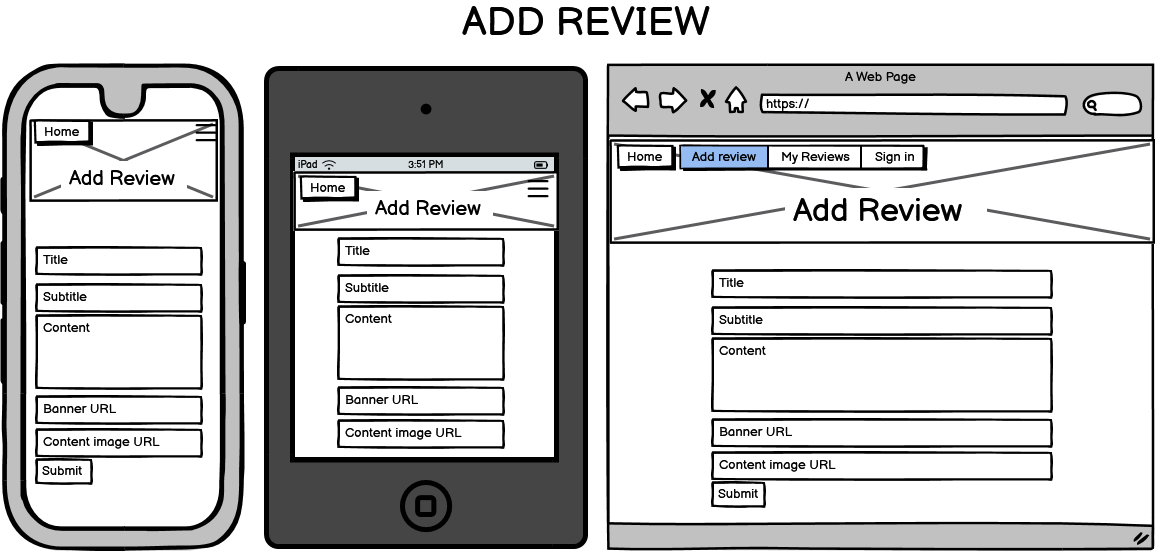 ADD REVIEW
Home
Add Review
Title
Subtitle
Content
Banner URL
Content image URL
Submit
iPad 3:51 PM
Home
Add Review
Title
Subtitle
Content
Banner URL
Content image URL
A Web Page
https://
Home Add review My Reviews Sign in
Add Review
Title
Subtitle
Content
Banner URL
Content image URL
Submit